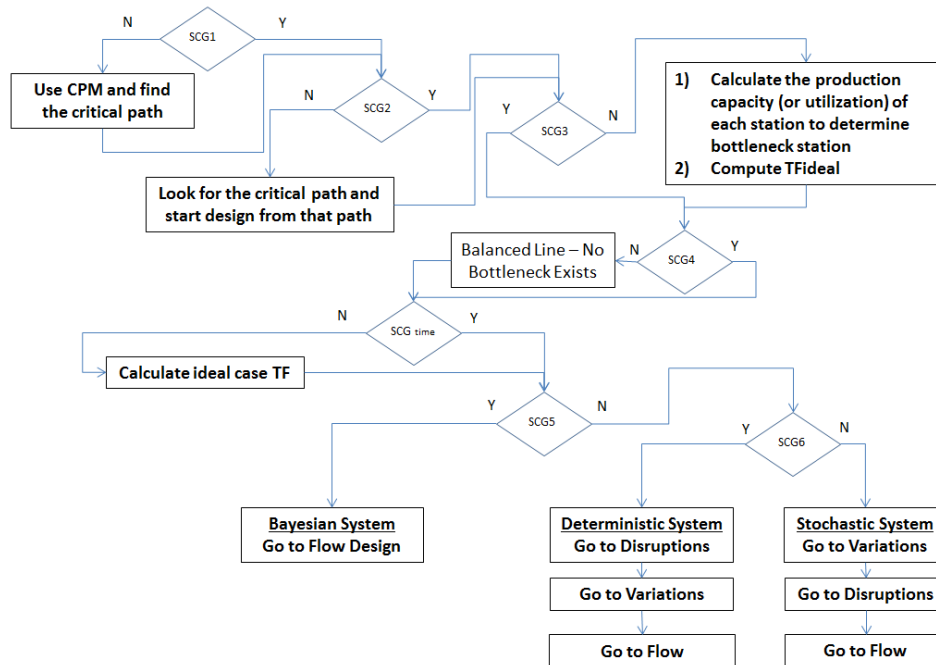 N
SCG1
Y
Use CPM and find
the critical path
N
SCG2
Y
Look for the critical path and
start design from that path
Y
SCG3
N
1) Calculate the production
capacity (or utilization) of
each station to determine
bottleneck station
2) Compute TFideal
Balanced Line – No
Bottleneck Exists
N
SCG4
Y
N
SCG time
Y
Calculate ideal case TF
Y
SCG5
N
Y
SCG6
N
Bayesian System
Go to Flow Design
Deterministic System
Go to Disruptions
Go to Variations
Go to Flow
Stochastic System
Go to Variations
Go to Disruptions
Go to Flow